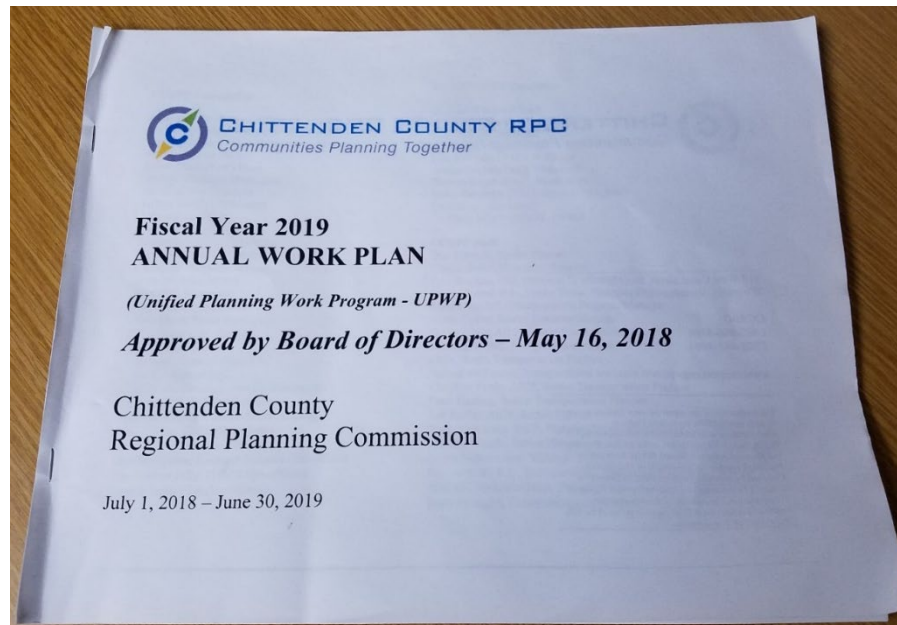 C
CHITTENDEN COUNTY RPC
Communities Planning Together
Fiscal Year 2019
ANNUAL WORK PLAN
(Unified Planning Work Program - UPWP)
Approved by Board of Directors – May 16, 2018
Chittenden County
Regional Planning Commission
July 1, 2018 – June 30, 2019